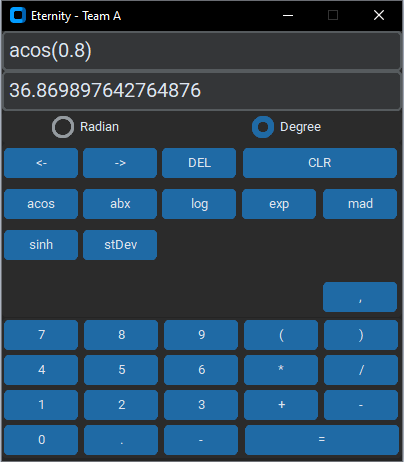 Eternity - Team A
acos(0.8)
36.869897642764876
Radian Degree
<- -> DEL CLR
acos abx log exp mad
sinh stDev
,
7 8 9 ( )
4 5 6 * /
1 2 3 + -
0 . - =